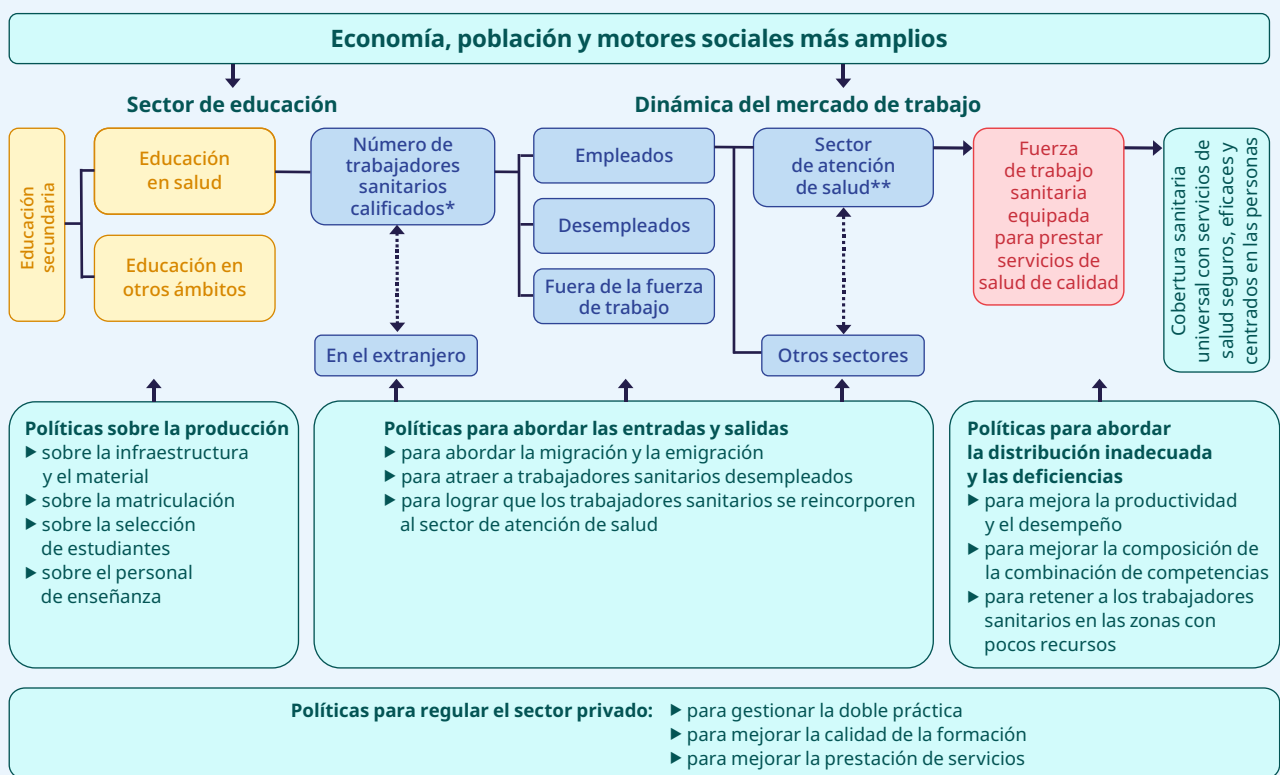 Economía, población y motores sociales más amplios
Sector de educación
Dinámica del mercado de trabajo
Educación
secundaria
Educación
en salud
Educación en
otros ámbitos
Número de
trabajadores
sanitarios
calificados*
En el extranjero
Empleados
Desempleados
Fuera de la fuerza
de trabajo
Sector
de atención
de salud**
Otros sectores
Fuerza
de trabajo
sanitaria
equipada
para prestar
servicios de
salud de calidad
Cobertura sanitaria
universal con servicios de
salud seguros, eficaces y
centrados en las personas
Políticas sobre la producción
▶ sobre la infraestructura
y el material
▶ sobre la matriculación
▶ sobre la selección
de estudiantes
▶ sobre el personal
de enseñanza
Políticas para abordar las entradas y salidas
▶ para abordar la migración y la emigración
▶ para atraer a trabajadores sanitarios desempleados
▶ para lograr que los trabajadores sanitarios se reincorporen
al sector de atención de salud
Políticas para abordar
la distribución inadecuada
y las deficiencias
▶ para mejora la productividad
y el desempeño
▶ para mejorar la composición de
la combinación de competencias
▶ para retener a los trabajadores
sanitarios en las zonas con
pocos recursos
Políticas para regular el sector privado:
▶ para gestionar la doble práctica
▶ para mejorar la calidad de la formación
▶ para mejorar la prestación de servicios